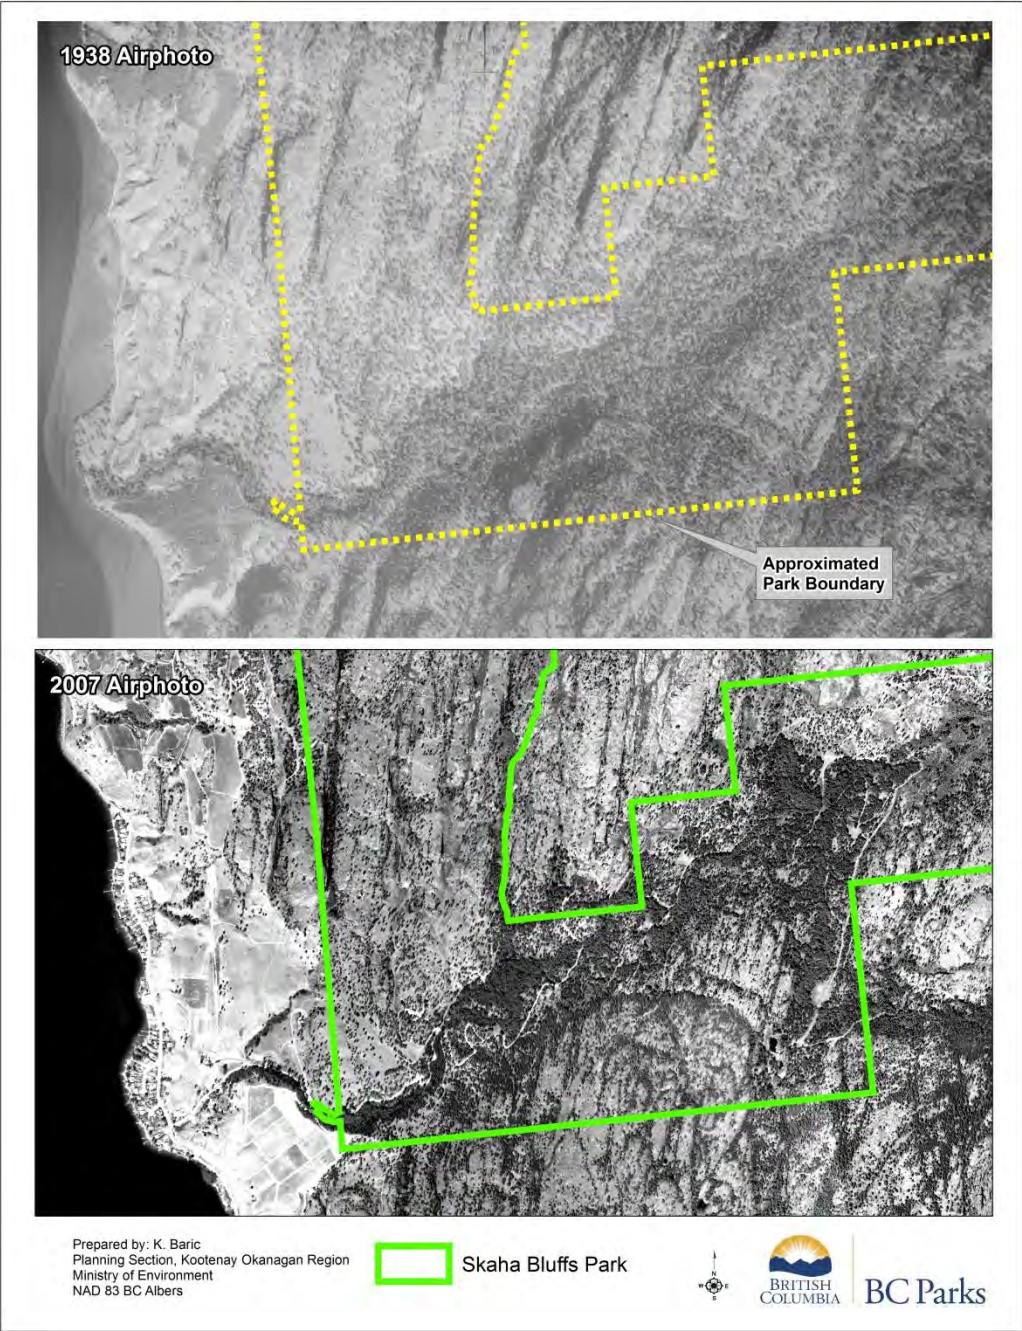 1938 Airphoto
Approximated
Park Boundary
2007 Airphoto
Prepared by: K. Baric
Planning Section, Kootenay Okanagan Region
Ministry of Environment
NAD 83 BC Albers
Skaha Bluffs Park
N
W E
S
BRITISH
COLUMBIA
BC Parks